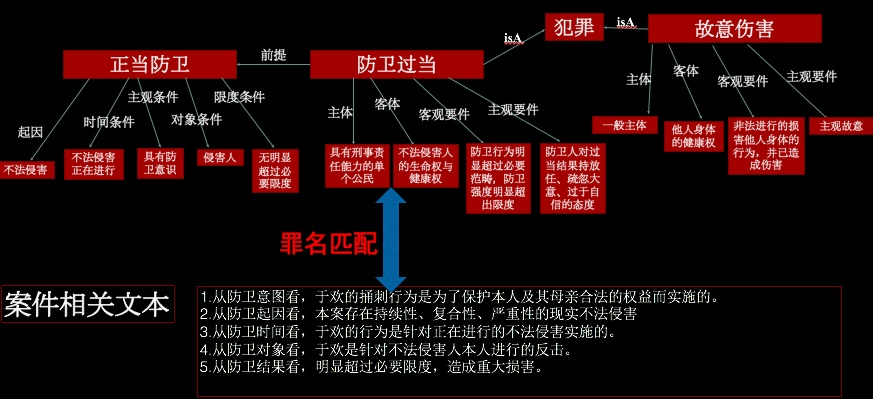 犯罪
isA
isA
故意伤害
正当防卫
前提
防卫过当
起因
时间条件
主观条件
对象条件
限度条件
主体
客体
客观要件
主观要件
主体
客体
客观要件
主观要件
不法侵害
不法侵害
正在进行
具有防
卫意识
侵害人
无明显
超过必
要限度
具有刑事责
任能力的单
个公民
不法侵害人
的生命权与
健康权
防卫行为明
显超过必要
范畴,防卫
强度明显超
出限度
防卫人对过
当结果持放
任、疏忽大
意、过于自
信的态度
一般主体
他人身体
的健康权
非法进行的损
害他人身体的
行为,并已造
成伤害
主观故意
罪名匹配
案件相关文本
1.从防卫意图看，于欢的捅刺行为是为了保护本人及其母亲合法的权益而实施的。
2.从防卫起因看，本案存在持续性、复合性、严重性的现实不法侵害
3.从防卫时间看，于欢的行为是针对正在进行的不法侵害实施的。
4.从防卫对象看，于欢是针对不法侵害人本人进行的反击。
5.从防卫结果看，明显超过必要限度，造成重大损害。